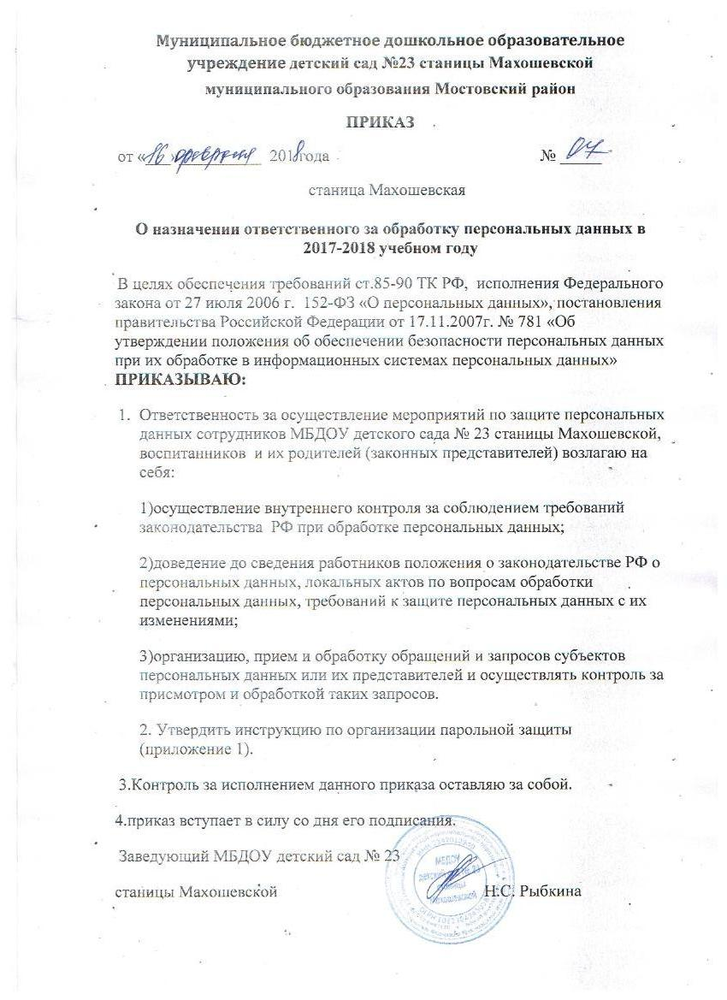 Муниципальное бюджетное дошкольное образовательное
учреждение детский сад №23 станицы Махошевской
муниципального образования Мостовский район
ПРИКАЗ
от «16» февраля 2018года № 07
станица Махошевская
О назначении ответственного за обработку персональных данных в
2017-2018 учебном году
В целях обеспечения требований ст.85-90 ТК РФ, исполнения Федерального
закона от 27 июля 2006 г. 152-ФЗ «О персональных данных», постановления
правительства Российской Федерации от 17.11.2007г. № 781 «Об
утверждении положения об обеспечении безопасности персональных данных
при их обработке в информационных системах персональных данных»
ПРИКАЗЫВАЮ:
1. Ответственность за осуществление мероприятий по защите персональных
данных сотрудников МБДОУ детского сада № 23 станицы Махошевской,
воспитанников и их родителей (законных представителей) возлагаю на
себя:
1)осуществление внутреннего контроля за соблюдением требований
законодательства РФ при обработке персональных данных;
2)доведение до сведения работников положения о законодательстве РФ о
персональных данных, локальных актов по вопросам обработки
персональных данных, требований к защите персональных данных с их
изменениями;
3)организацию, прием и обработку обращений и запросов субъектов
персональных данных или их представителей и осуществлять контроль за
присмотром и обработкой таких запросов.
2. Утвердить инструкцию по организации парольной защиты
(приложение 1).
3.Контроль за исполнением данного приказа оставляю за собой.
4.приказ вступает в силу со дня его подписания.
Заведующий МБДОУ детский сад № 23
станицы Махошевской Н.С. Рыбкина
МБДОУ
детский сад № 23
станицы
Махошевской